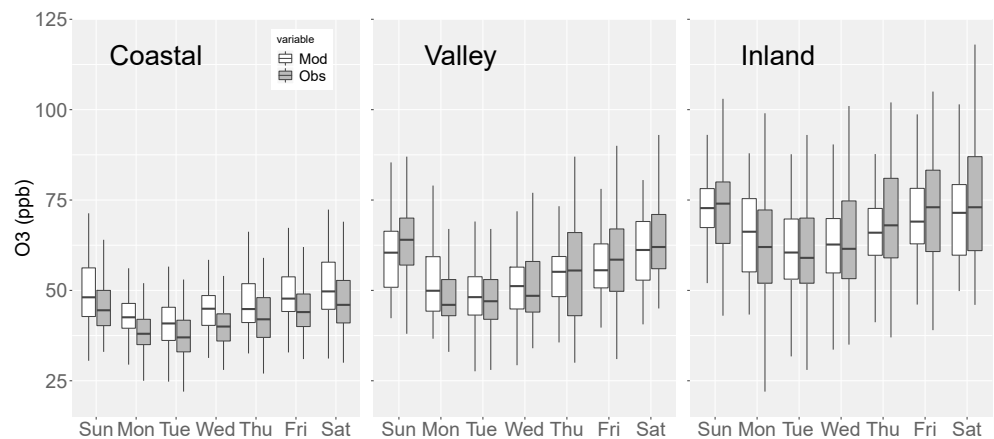 O3 (ppb)
125
100
75
50
25
Coastal
variable
Mod
Obs
Valley
Inland
Sun Mon Tue Wed Thu Fri Sat
Sun Mon Tue Wed Thu Fri Sat
Sun Mon Tue Wed Thu Fri Sat